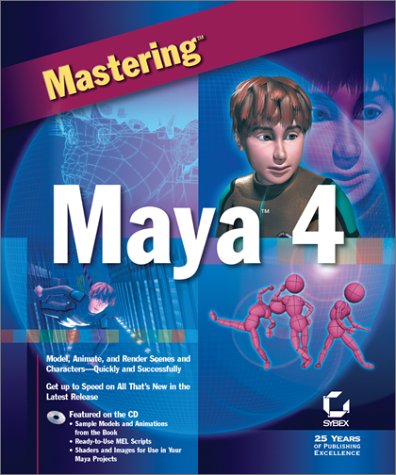 Mastering™
Maya™ 4
Model, Animate, and Render Scenes and
Characters—Quickly and Successfully
Get up to Speed on All That's New in the
Latest Release
Featured on the CD
• Sample Models and Animations
from the Book
• Ready-to-Use MEL Scripts
• Shaders and Images for Use in Your
Maya Projects
SYBEX
25 YEARS
OF PUBLISHING
EXCELLENCE